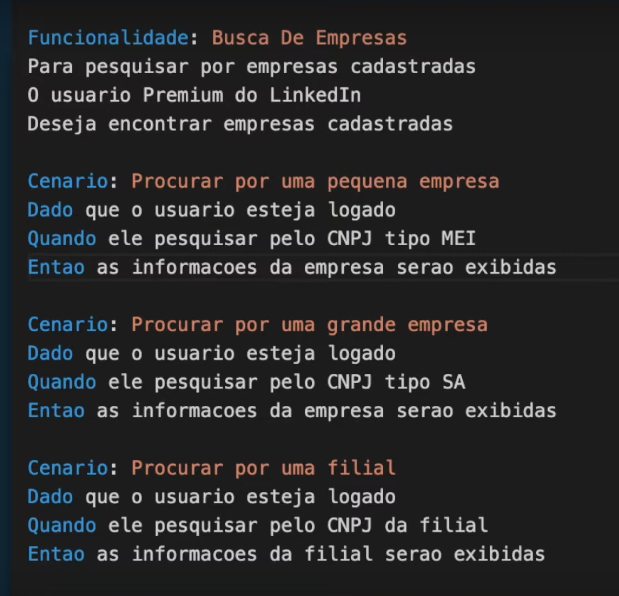 Funcionalidade: Busca De Empresas
Para pesquisar por empresas cadastradas
O usuario Premium do LinkedIn
Deseja encontrar empresas cadastradas
Cenario: Procurar por uma pequena empresa
Dado que o usuario esteja logado
Quando ele pesquisar pelo CNPJ tipo MEI
Entao as informacoes da empresa serao exibidas
Cenario: Procurar por uma grande empresa
Dado que o usuario esteja logado
Quando ele pesquisar pelo CNPJ tipo SA
Entao as informacoes da empresa serao exibidas
Cenario: Procurar por uma filial
Dado que o usuario esteja logado
Quando ele pesquisar pelo CNPJ da filial
Entao as informacoes da filial serao exibidas